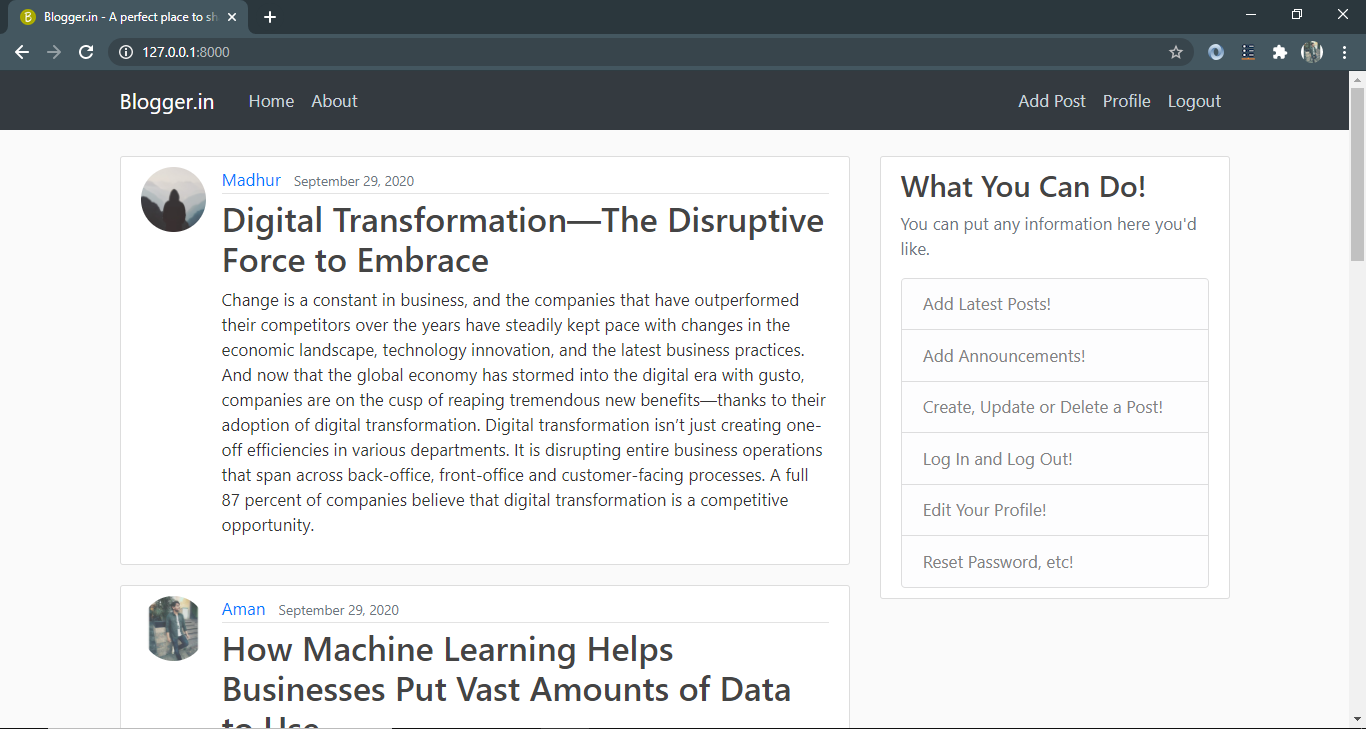 Blogger.in - A perfect place to sh
127.0.0.1:8000
Blogger.in
Home
About
Add Post
Profile
Logout
Madhur
September 29, 2020
Digital Transformation—The Disruptive
Force to Embrace
Change is a constant in business, and the companies that have outperformed
their competitors over the years have steadily kept pace with changes in the
economic landscape, technology innovation, and the latest business practices.
And now that the global economy has stormed into the digital era with gusto,
companies are on the cusp of reaping tremendous new benefits—thanks to their
adoption of digital transformation. Digital transformation isn’t just creating one-
off efficiencies in various departments. It is disrupting entire business operations
that span across back-office, front-office and customer-facing processes. A full
87 percent of companies believe that digital transformation is a competitive
opportunity.
Aman
September 29, 2020
How Machine Learning Helps
Businesses Put Vast Amounts of Data
to Use
What You Can Do!
You can put any information here you'd
like.
Add Latest Posts!
Add Announcements!
Create, Update or Delete a Post!
Log In and Log Out!
Edit Your Profile!
Reset Password, etc!